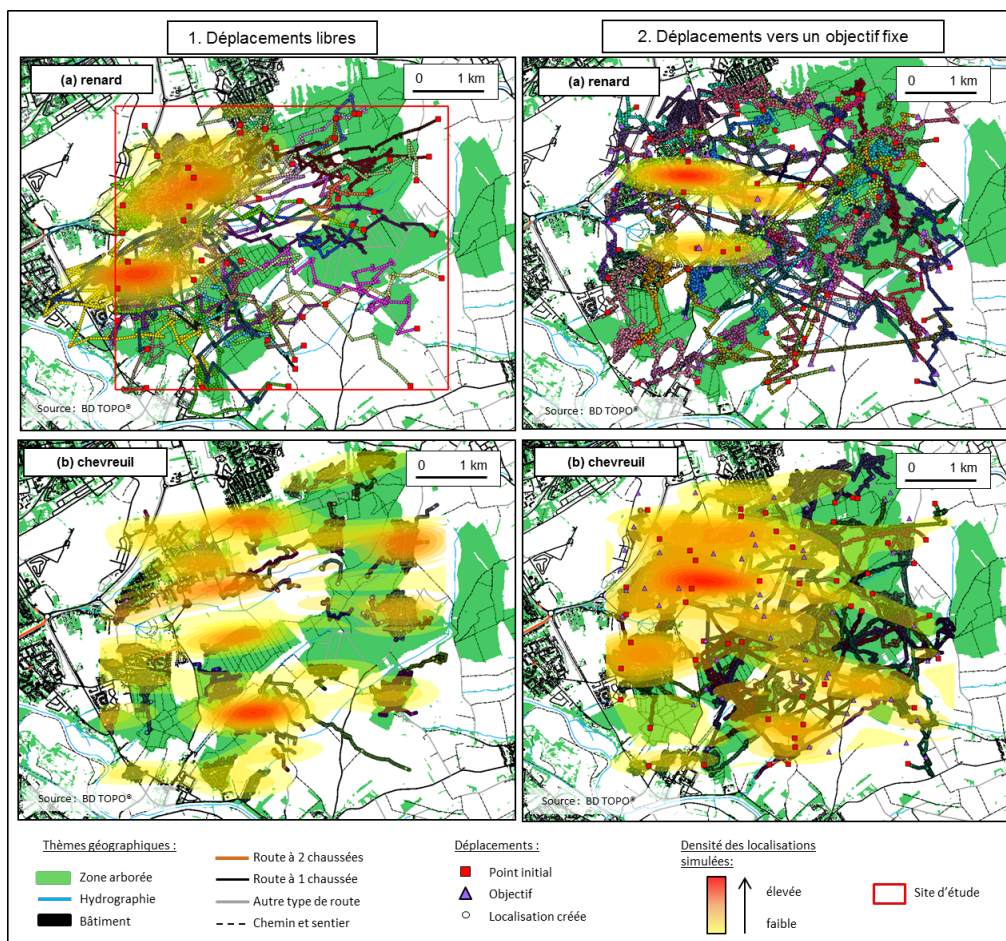 1. Déplacements libres
2. Déplacements vers un objectif fixe
(a) renard
0 1 km
Source : BD TOPO®
(a) renard
0 1 km
Source : BD TOPO®
(b) chevreuil
0 1 km
Source : BD TOPO®
(b) chevreuil
0 1 km
Source : BD TOPO®
Thèmes géographiques :
Zone arborée
Hydrographie
Bâtiment
Route à 2 chaussées
Route à 1 chaussée
Autre type de route
Chemin et sentier
Déplacements :
Point initial
Objectif
Localisation créée
Densité des localisations
simulées:
élevée
faible
Site d'étude